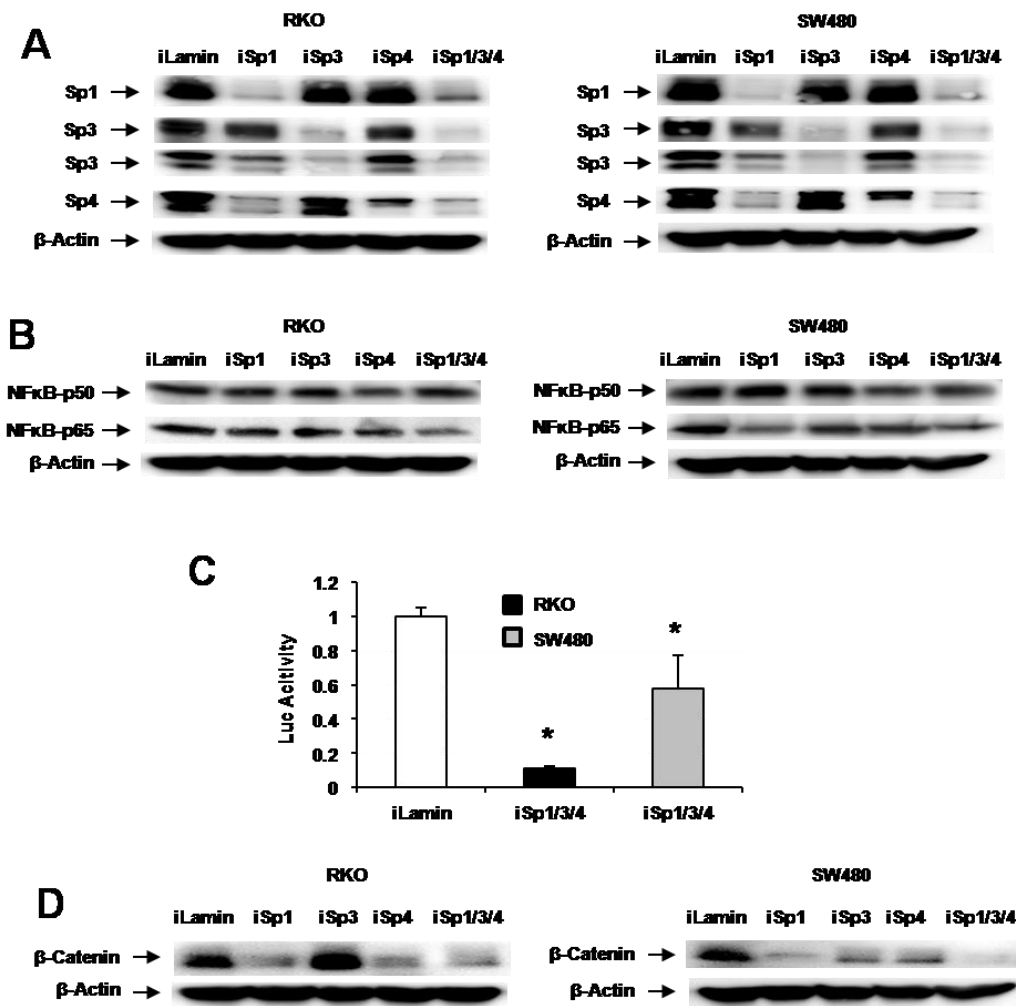 A
RKO
SW480
iLamin iSp1 iSp3 iSp4 iSp1/3/4
iLamin iSp1 iSp3 iSp4 iSp1/3/4
Sp1
Sp1
Sp3
Sp3
Sp3
Sp3
Sp4
Sp4
β-Actin
β-Actin
B
RKO
SW480
iLamin iSp1 iSp3 iSp4 iSp1/3/4
iLamin iSp1 iSp3 iSp4 iSp1/3/4
NFκB-p50
NFκB-p50
NFκB-p65
NFκB-p65
β-Actin
β-Actin
C
Luc Acitivity
1.2
1
0.8
0.6
0.4
0.2
0
RKO
SW480
*
*
iLamin iSp1/3/4 iSp1/3/4
D
RKO
SW480
iLamin iSp1 iSp3 iSp4 iSp1/3/4
iLamin iSp1 iSp3 iSp4 iSp1/3/4
β-Catenin
β-Catenin
β-Actin
β-Actin